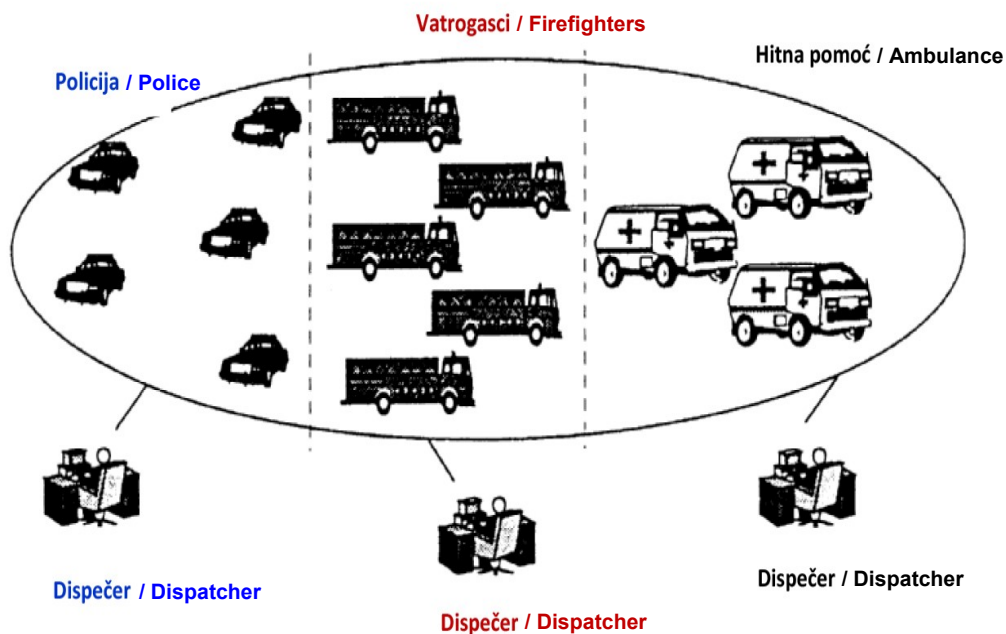 Vatrogasci / Firefighters
Hitna pomoć / Ambulance
Policija / Police
Dispečer / Dispatcher
Dispečer / Dispatcher
Dispečer / Dispatcher